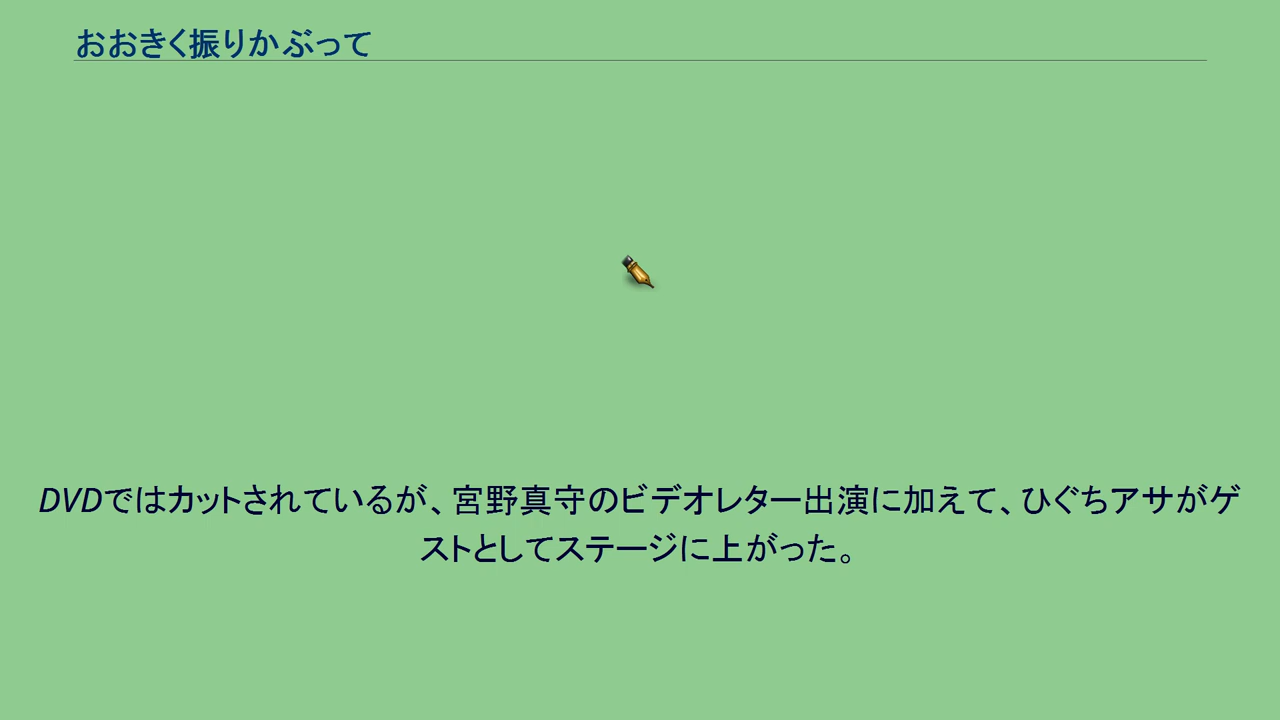 おおきく振りかぶって
DVDではカットされているが、宮野真守のビデオレター出演に加えて、ひぐちアサがゲ
ストとしてステージに上がった。